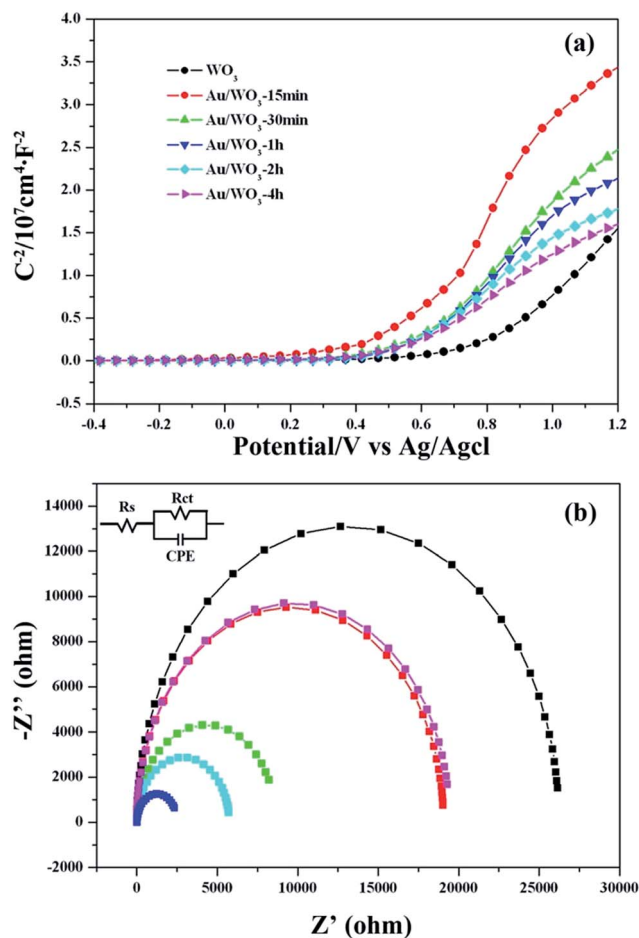 (a)
WO3
Au/WO3-15min
Au/WO3-30min
Au/WO3-1h
Au/WO3-2h
Au/WO3-4h
C-2/107cm4·F-2
4.0
3.5
3.0
2.5
2.0
1.5
1.0
0.5
0.0
-0.5
-0.4 -0.2 0.0 0.2 0.4 0.6 0.8 1.0 1.2
Potential/V vs Ag/Agcl
(b)
Rs
Rct
CPE
-Z’’ (ohm)
14000
12000
10000
8000
6000
4000
2000
0
-2000
0 5000 10000 15000 20000 25000 30000
Z’ (ohm)